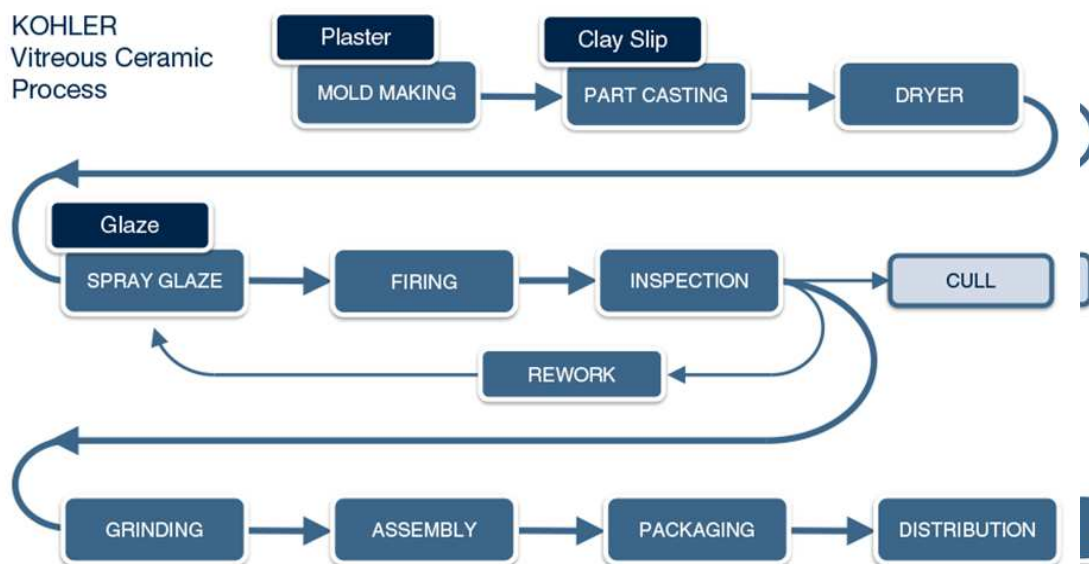 KOHLER
Vitreous Ceramic
Process
Plaster
MOLD MAKING
Clay Slip
PART CASTING
DRYER
Glaze
SPRAY GLAZE
FIRING
INSPECTION
CULL
REWORK
GRINDING
ASSEMBLY
PACKAGING
DISTRIBUTION